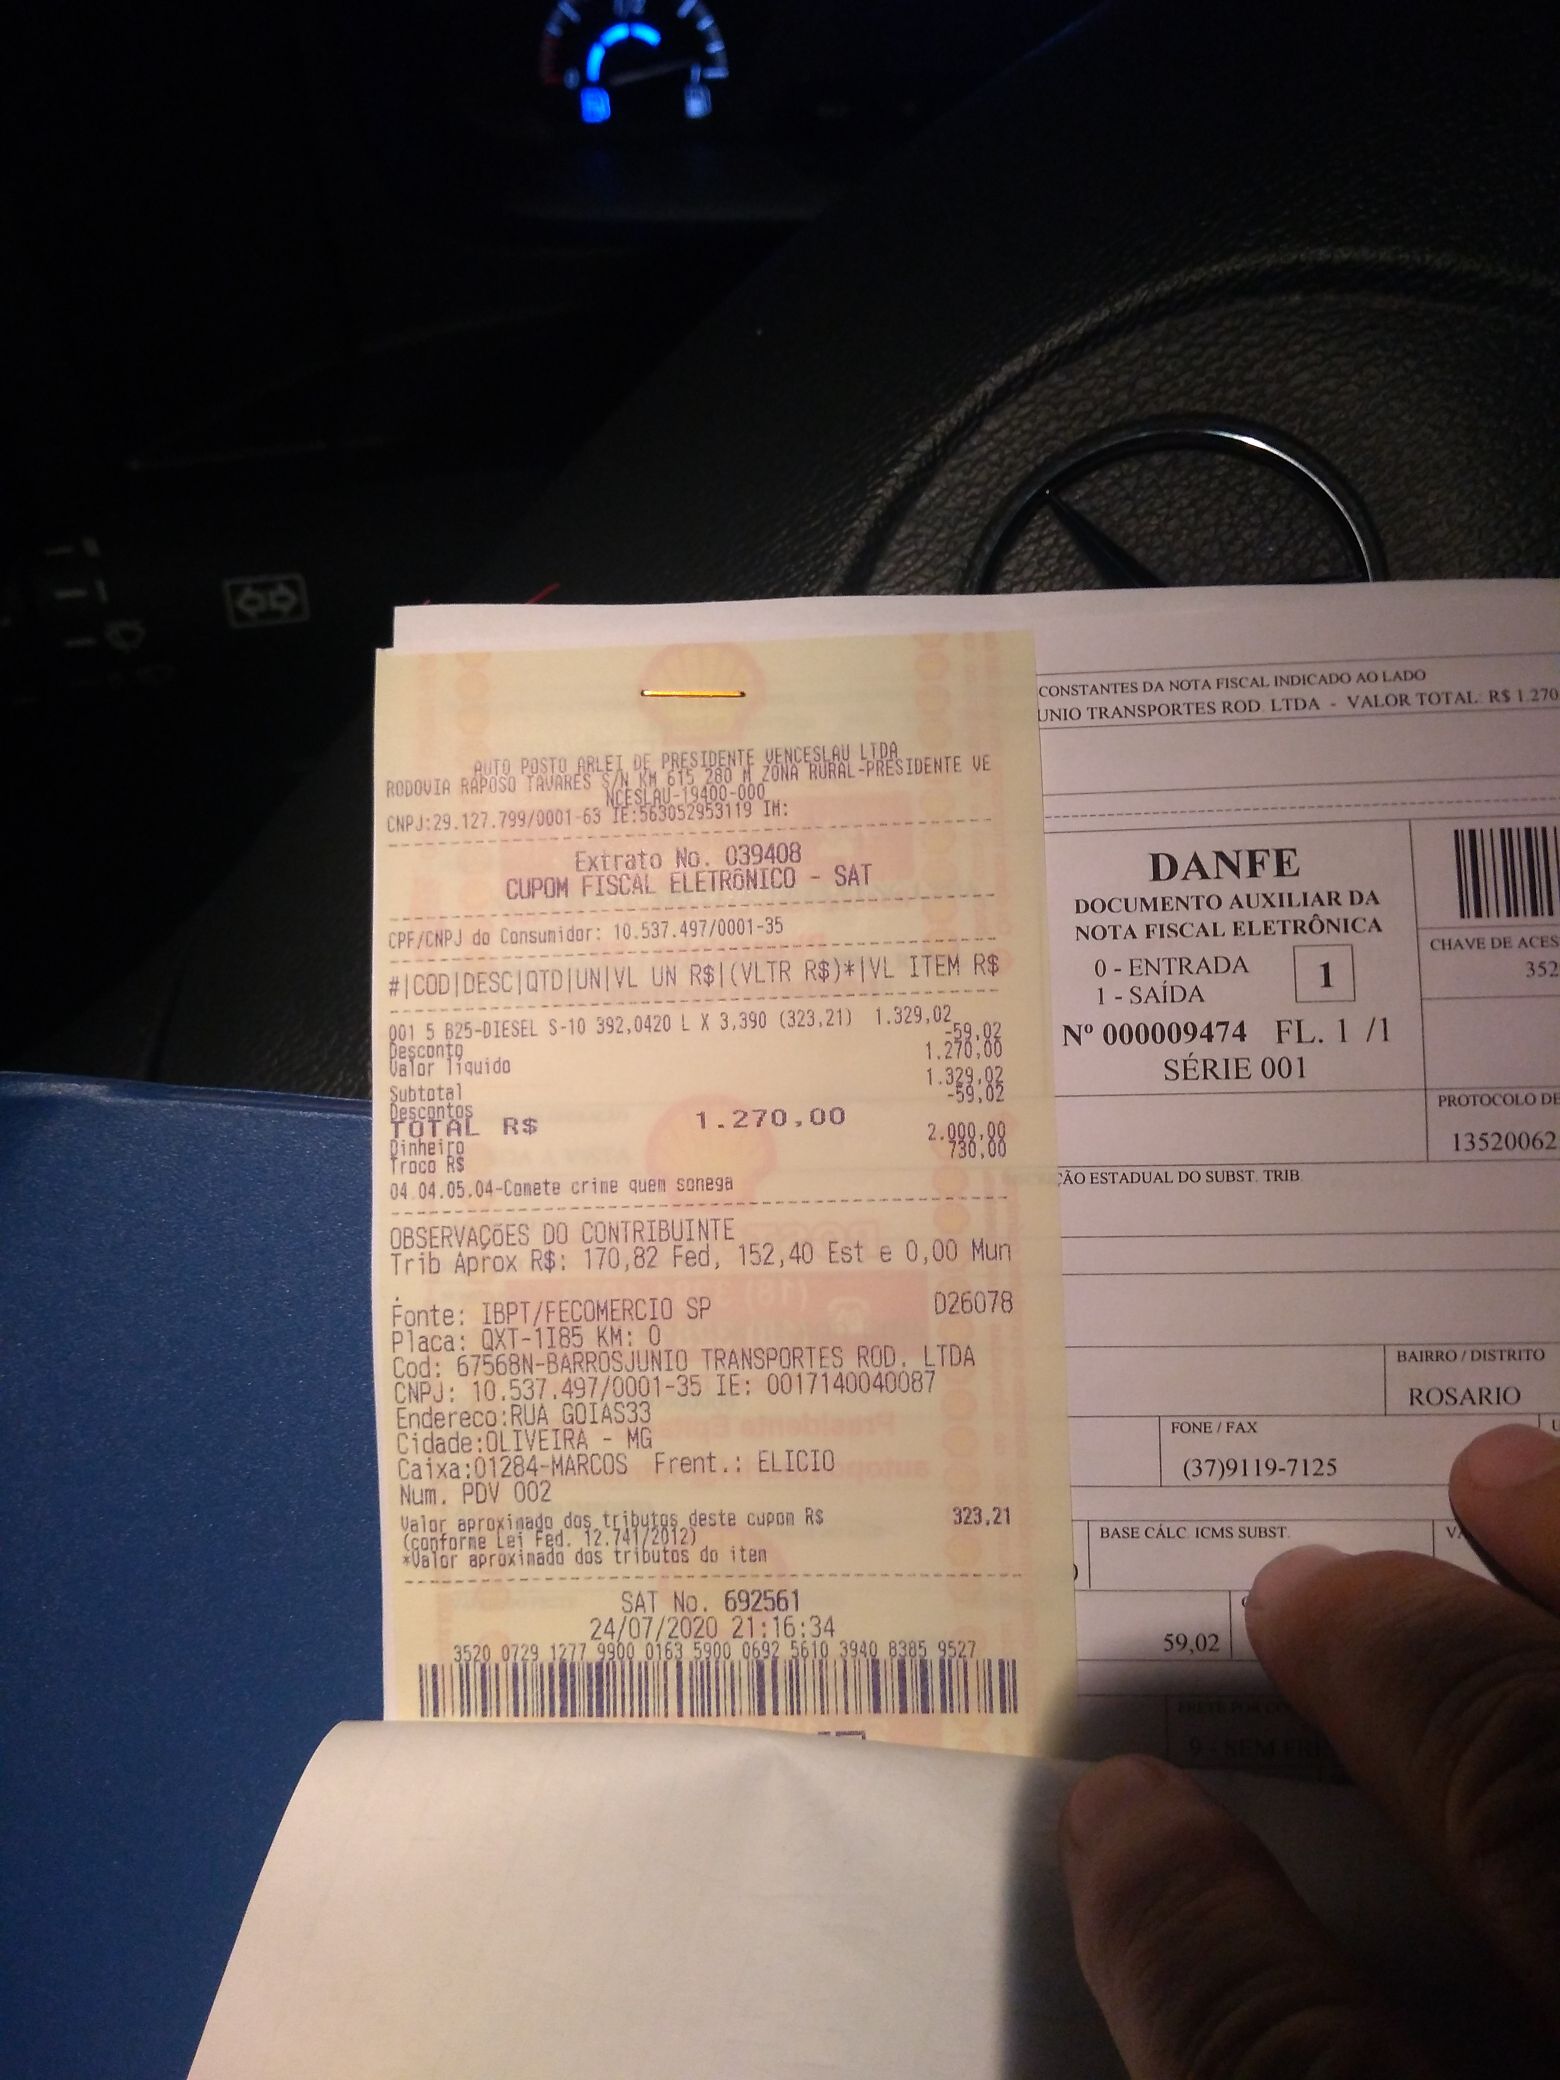 AUTO POSTO ARLEI DE PRESIDENTE VENCESLAU LTDA
RODOVIA RAPOSO TAVARES S/N KM 615 280 M ZONA RURAL-PRESIDENTE VE
NCESLAU-19400-000
CNPJ:29.127.799/0001-63 IE:563052953119 IM:
Extrato No. 039408
CUPOM FISCAL ELETRôNICO - SAT
CPF/CNPJ do Consumidor: 10.537.497/0001-35
#|COD|DESC|QTD|UN|VL UN R$|(VLTR R$)*|VL ITEM R$
001 5 B25-DIESEL S-10 392,0420 L X 3,390 (323,21) 1.329,02
Desconto -59,02
Valor líquido 1.270,00
Subtotal 1.329,02
Descontos -59,02
TOTAL R$ 1.270,00
Dinheiro 2.000,00
Troco R$ 730,00
04.04.05.04-Comete crime quem sonega
OBSERVAÇõES DO CONTRIBUINTE
Trib Aprox R$: 170,82 Fed, 152,40 Est e 0,00 Mun
Fonte: IBPT/FECOMERCIO SP D26078
Placa: QXT-1I85 KM: 0
Cod: 67568N-BARROSJUNIO TRANSPORTES ROD. LTDA
CNPJ: 10.537.497/0001-35 IE: 0017140040087
Endereco:RUA GOIAS33
Cidade:OLIVEIRA - MG
Caixa:01284-MARCOS Frent.: ELICIO
Num. PDV 002
Valor aproximado dos tributos deste cupom R$ 323,21
(conforme Lei Fed. 12.741/2012)
*Valor aproximado dos tributos do item
SAT No. 692561
24/07/2020 21:16:34
3520 0729 1277 9900 0163 5900 0692 5610 3940 8385 9527
CONSTANTES DA NOTA FISCAL INDICADO AO LADO
UNIO TRANSPORTES ROD. LTDA - VALOR TOTAL: R$ 1.270
DANFE
DOCUMENTO AUXILIAR DA
NOTA FISCAL ELETRÔNICA
0 - ENTRADA
1 - SAÍDA
1
Nº 000009474 FL. 1 /1
SÉRIE 001
CHAVE DE ACES
352
PROTOCOLO DE
13520062
ÇÃO ESTADUAL DO SUBST. TRIB.
BAIRRO / DISTRITO
ROSARIO
FONE / FAX
(37)9119-7125
BASE CÁLC. ICMS SUBST.
59,02
9 - SEM FR